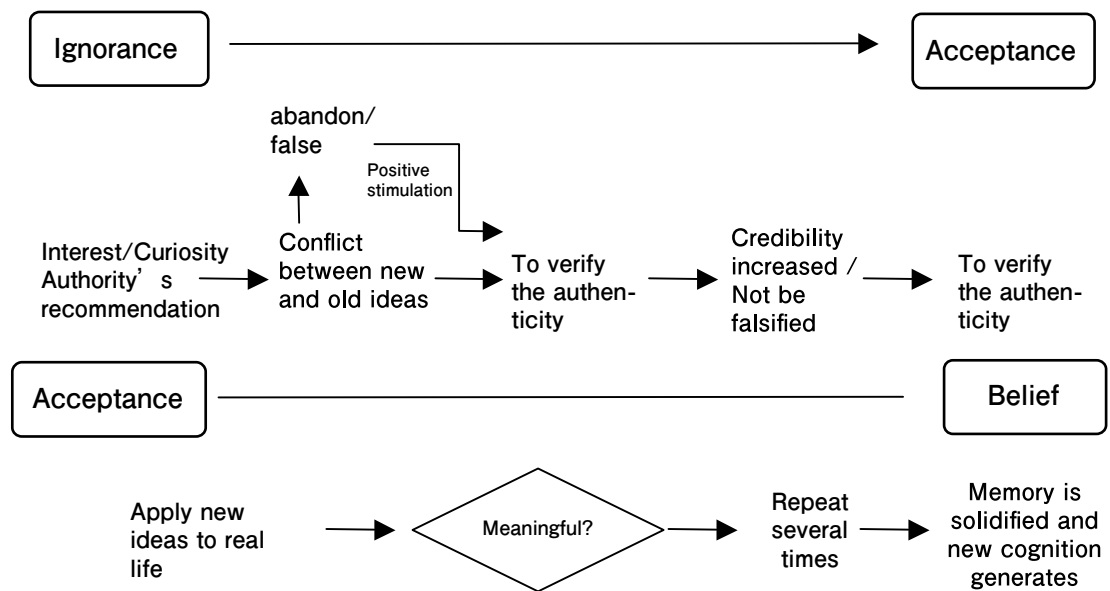 Ignorance
Acceptance
abandon/
false
Positive
stimulation
Interest/Curiosity
Authority’ s
recommendation
Conflict
between new
and old ideas
To verify
the authen-
ticity
Credibility
increased /
Not be
falsified
To verify
the authen-
ticity
Acceptance
Belief
Apply new
ideas to real
life
Meaningful?
Repeat
several
times
Memory is
solidified and
new cognition
generates